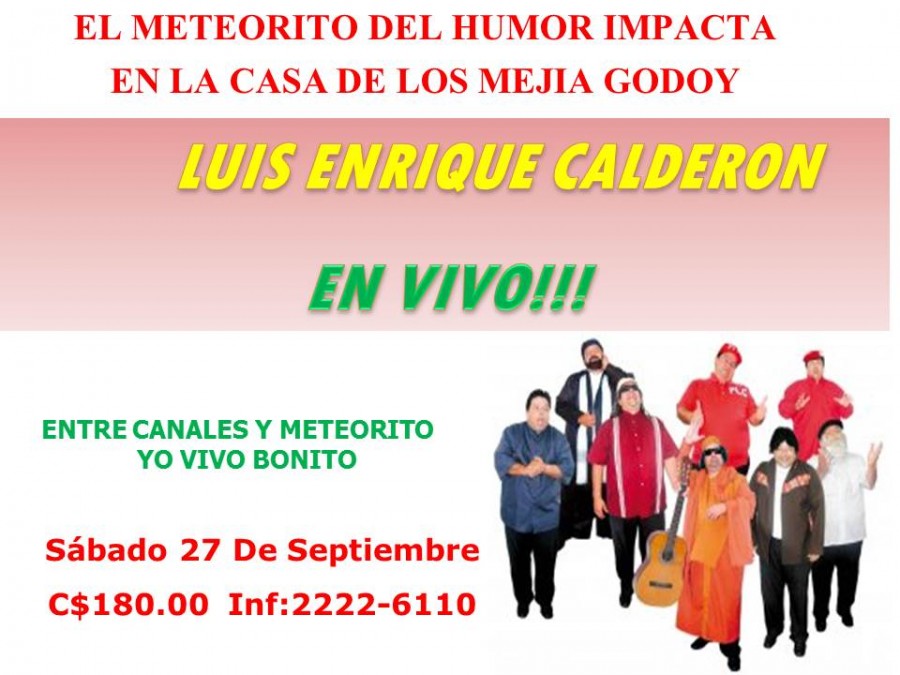 EL METEORITO DEL HUMOR IMPACTA
EN LA CASA DE LOS MEJIA GODOY
LUIS ENRIQUE CALDERON
EN VIVO!!!
ENTRE CANALES Y METEORITO
YO VIVO BONITO
Sábado 27 De Septiembre
C$180.00 Inf:2222-6110
PLC